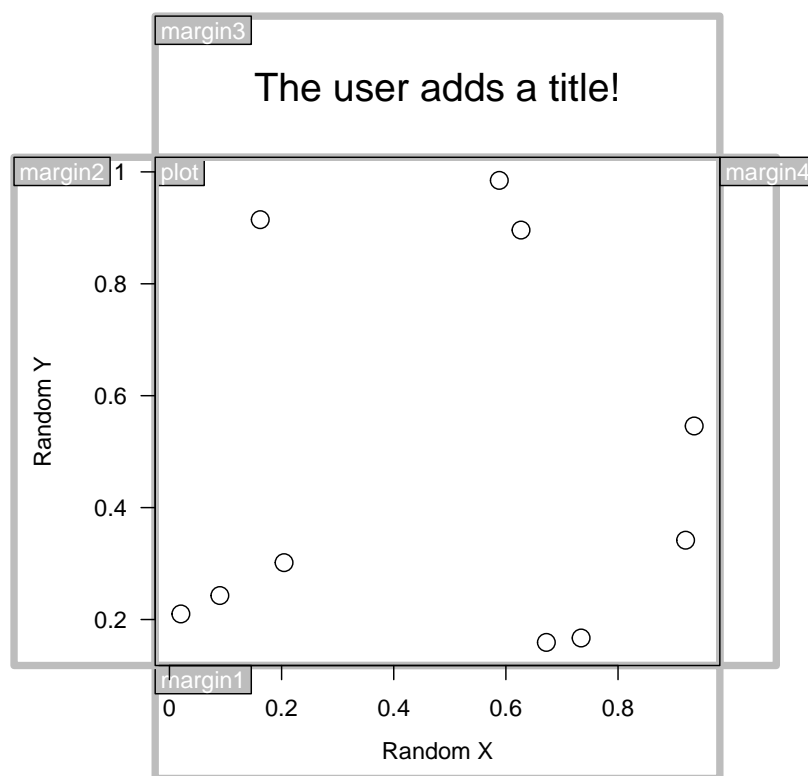 margin3
The user adds a title!
margin2
plot
margin4
1
0.8
0.6
0.4
0.2
Random Y
margin1
0 0.2 0.4 0.6 0.8
Random X